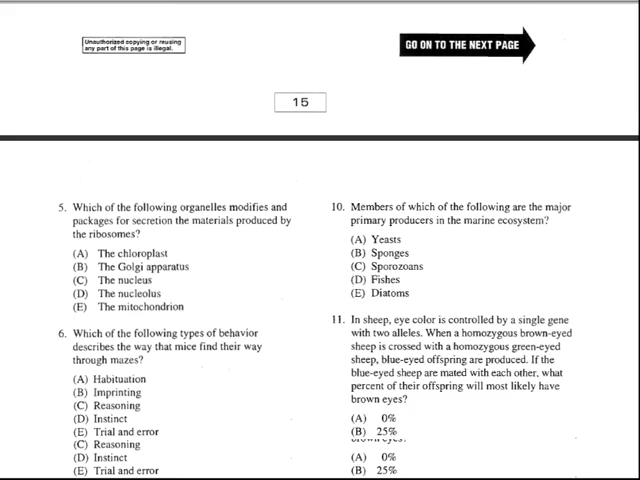 Unauthorized copying or reusing
any part of this page is illegal.
GO ON TO THE NEXT PAGE
15
5. Which of the following organelles modifies and
packages for secretion the materials produced by
the ribosomes?
(A) The chloroplast
(B) The Golgi apparatus
(C) The nucleus
(D) The nucleolus
(E) The mitochondrion
6. Which of the following types of behavior
describes the way that mice find their way
through mazes?
(A) Habituation
(B) Imprinting
(C) Reasoning
(D) Instinct
(E) Trial and error
(C) Reasoning
(D) Instinct
(E) Trial and error
10. Members of which of the following are the major
primary producers in the marine ecosystem?
(A) Yeasts
(B) Sponges
(C) Sporozoans
(D) Fishes
(E) Diatoms
11. In sheep, eye color is controlled by a single gene
with two alleles. When a homozygous brown-eyed
sheep is crossed with a homozygous green-eyed
sheep, blue-eyed offspring are produced. If the
blue-eyed sheep are mated with each other, what
percent of their offspring will most likely have
brown eyes?
(A) 0%
(B) 25%
(A) 0%
(B) 25%